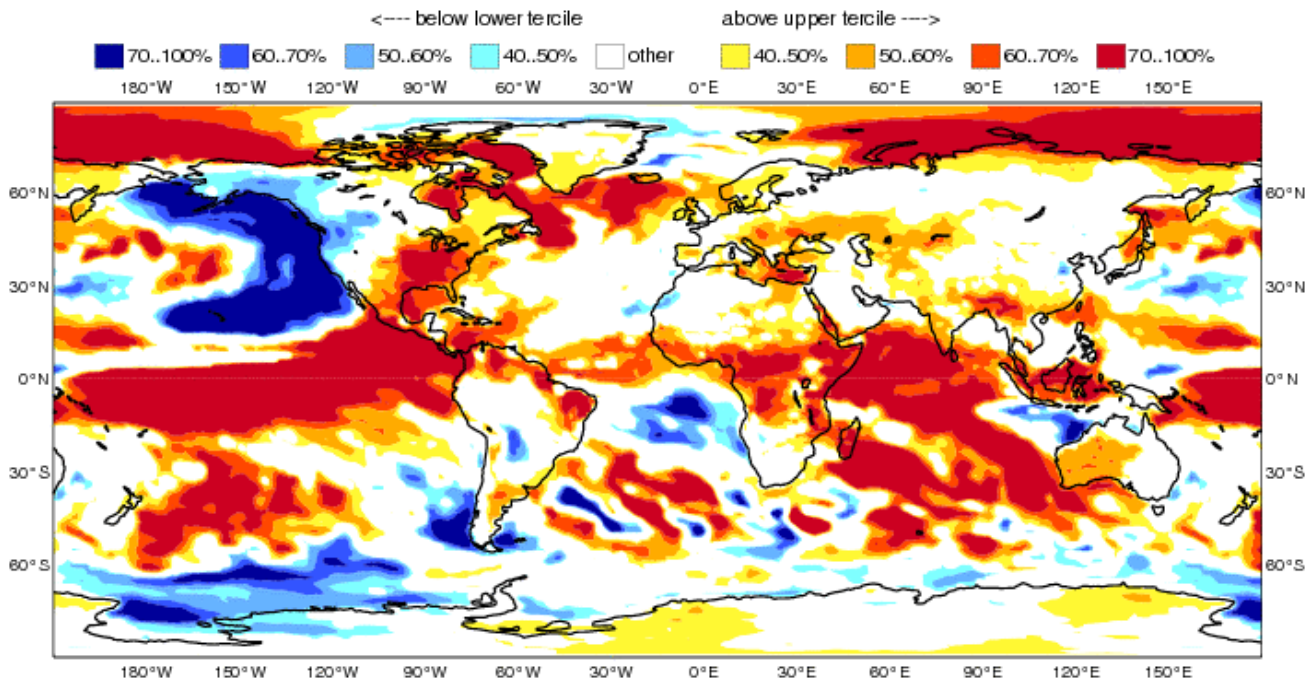 <---- below lower tercile above upper tercile ---->
70..100% 60..70% 50..60% 40..50% other 40..50% 50..60% 60..70% 70..100%
180°W 150°W 120°W 90°W 60°W 30°W 0°E 30°E 60°E 90°E 120°E 150°E
60°N 60°N
30°N 30°N
0°N 0°N
30°S 30°S
60°S 60°S
180°W 150°W 120°W 90°W 60°W 30°W 0°E 30°E 60°E 90°E 120°E 150°E